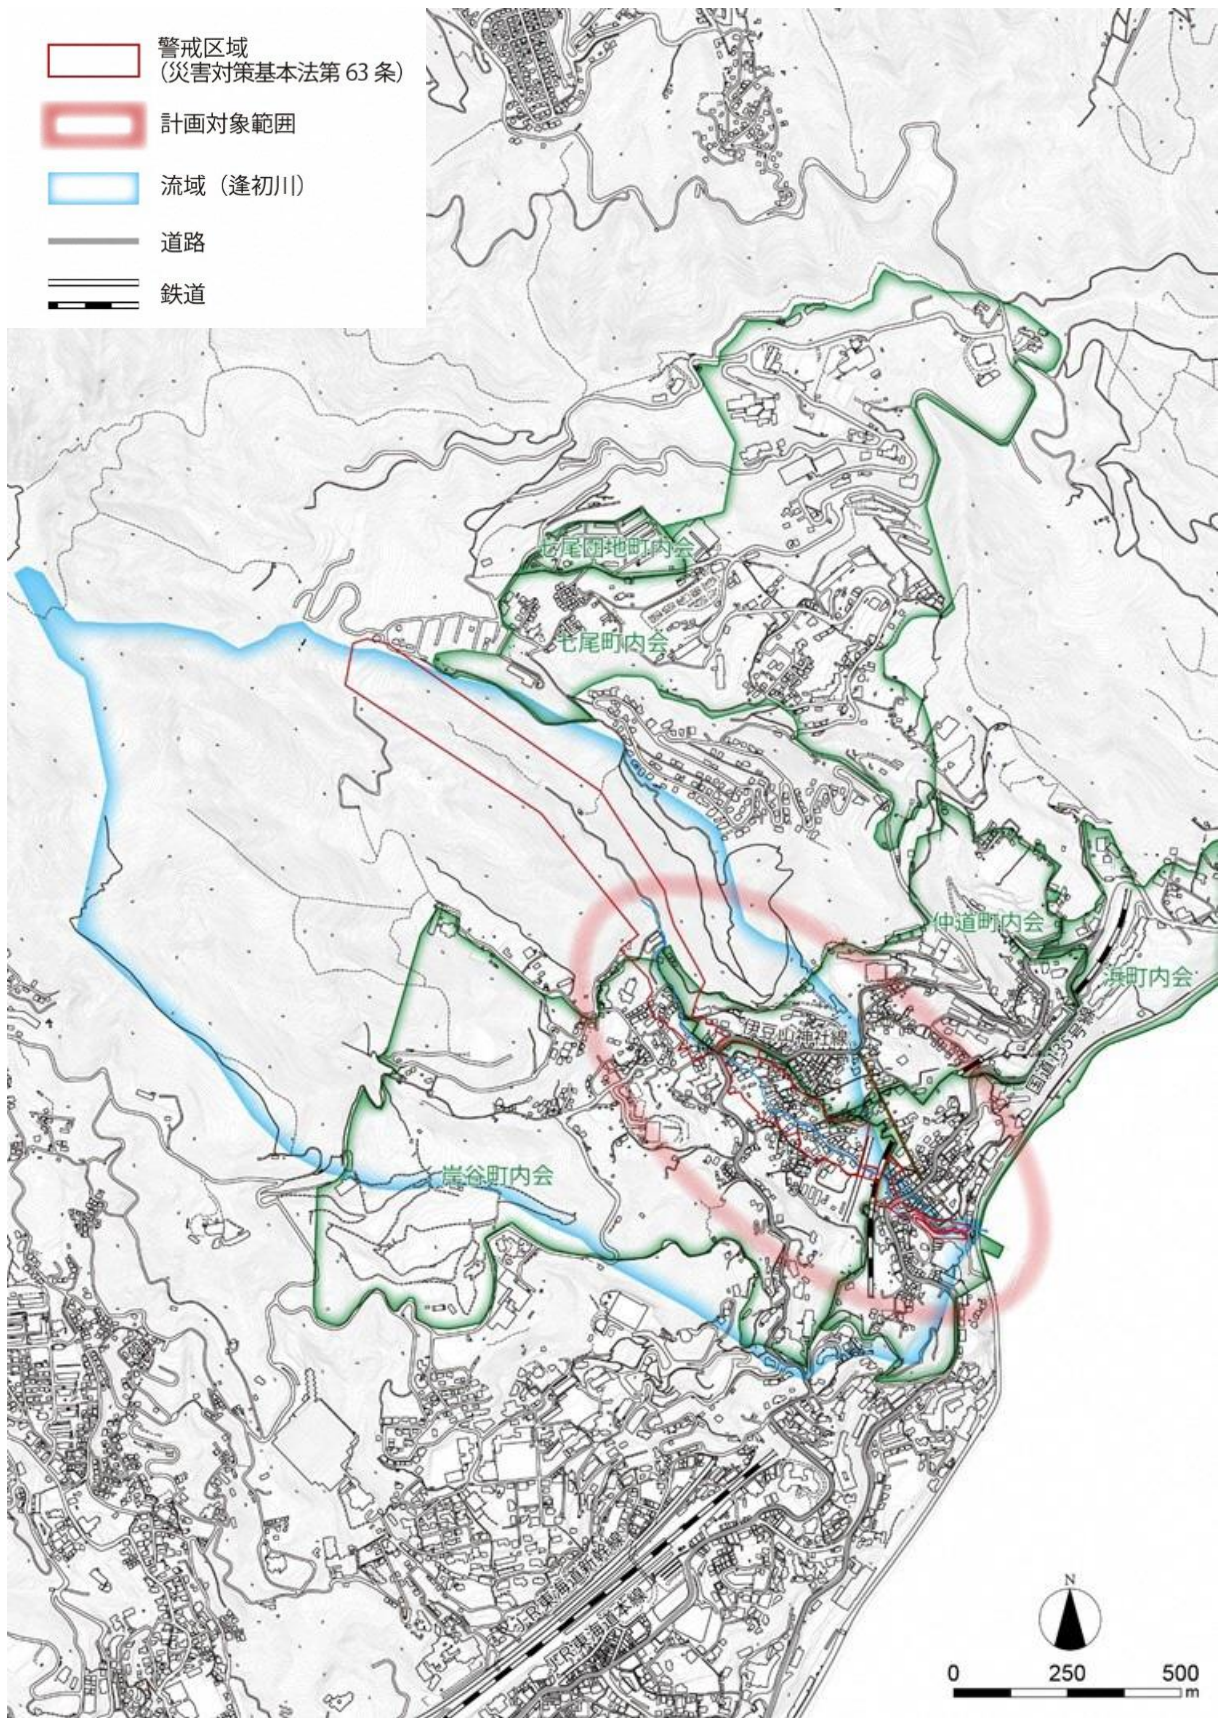 警戒区域
(災害対策基本法第63条)
計画対象範囲
流域（逢初川）
道路
鉄道
七尾団地町内会
七尾町内会
仲道町内会
浜町内会
伊豆山神社線
国道135号線
岸谷町内会
JR東海道新幹線
JR東海道本線
N
0 250 500
m